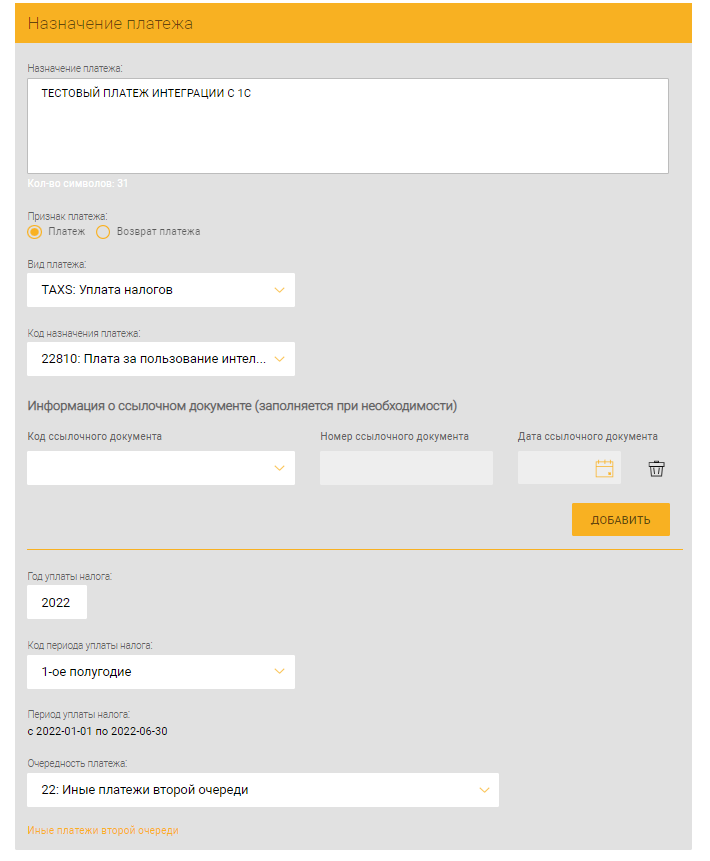 Назначение платежа
Назначение платежа:
ТЕСТОВЫЙ ПЛАТЕЖ ИНТЕГРАЦИИ С 1С
Кол-во символов: 31
Признак платежа:
Платеж Возврат платежа
Вид платежа:
TAXS: Уплата налогов
Код назначения платежа:
22810: Плата за пользование интел...
Информация о ссылочном документе (заполняется при необходимости)
Код ссылочного документа Номер ссылочного документа Дата ссылочного документа
ДОБАВИТЬ
Год уплаты налога:
2022
Код периода уплаты налога:
1-ое полугодие
Период уплаты налога:
с 2022-01-01 по 2022-06-30
Очередность платежа:
22: Иные платежи второй очереди
Иные платежи второй очереди